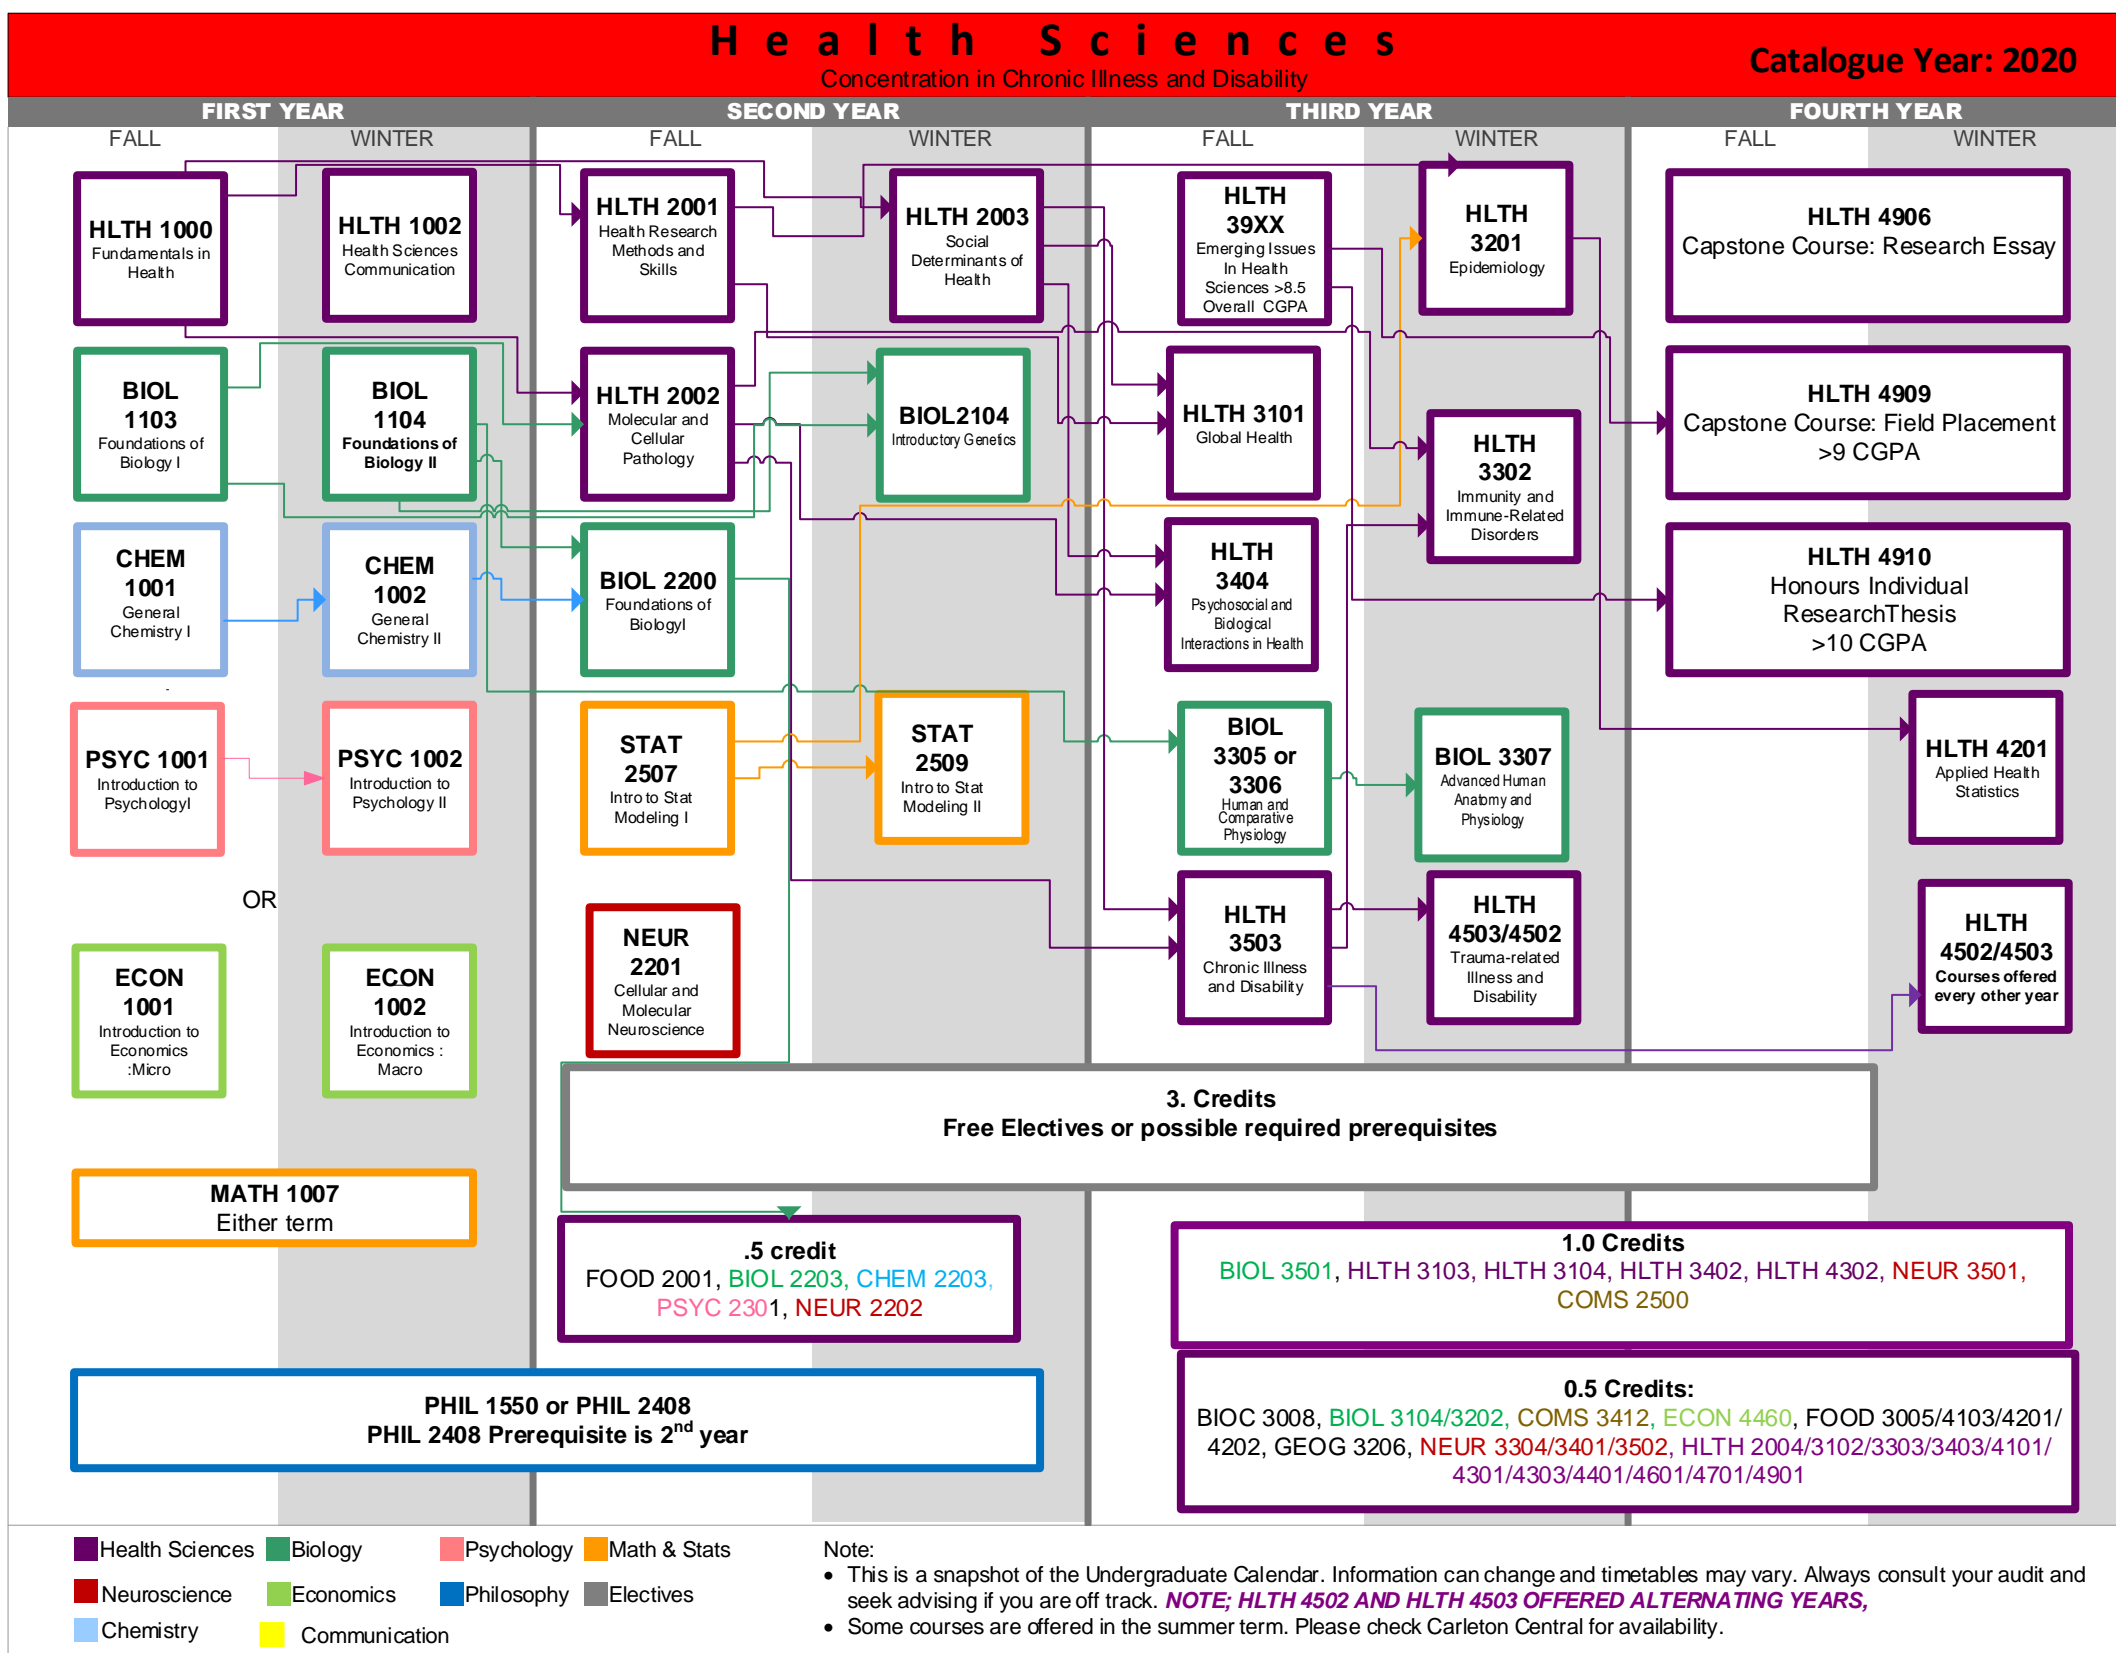 Health Sciences
Concentration in Chronic Illness and Disability
Catalogue Year: 2020
FIRST YEAR
SECOND YEAR
THIRD YEAR
FOURTH YEAR
FALL
WINTER
FALL
WINTER
FALL
WINTER
FALL
WINTER
HLTH 1000
Fundamentals in
Health
HLTH 1002
Health Sciences
Communication
HLTH 2001
Health Research
Methods and
Skills
HLTH 2003
Social
Determinants of
Health
HLTH
39XX
Emerging Issues
In Health
Sciences >8.5
Overall CGPA
HLTH
3201
Epidemiology
HLTH 4906
Capstone Course: Research Essay
BIOL
1103
Foundations of
Biology I
BIOL
1104
Foundations of
Biology II
HLTH 2002
Molecular and
Cellular
Pathology
BIOL2104
Introductory Genetics
HLTH 3101
Global Health
HLTH
3302
Immunity and
Immune-Related
Disorders
HLTH 4909
Capstone Course: Field Placement
>9 CGPA
CHEM
1001
General
Chemistry I
CHEM
1002
General
Chemistry II
BIOL 2200
Foundations of
BiologyI
HLTH
3404
Psychosocial and
Biological
Interactions in Health
HLTH 4910
Honours Individual
ResearchThesis
>10 CGPA
PSYC 1001
Introduction to
PsychologyI
PSYC 1002
Introduction to
Psychology II
STAT
2507
Intro to Stat
Modeling I
STAT
2509
Intro to Stat
Modeling II
BIOL
3305 or
3306
Human and
Comparative
Physiology
BIOL 3307
Advanced Human
Anatomy and
Physiology
HLTH 4201
Applied Health
Statistics
OR
ECON
1001
Introduction to
Economics
:Micro
ECON
1002
Introduction to
Economics :
Macro
NEUR
2201
Cellular and
Molecular
Neuroscience
HLTH
3503
Chronic Illness
and Disability
HLTH
4503/4502
Trauma-related
Illness and
Disability
HLTH
4502/4503
Courses offered
every other year
3. Credits
Free Electives or possible required prerequisites
MATH 1007
Either term
.5 credit
FOOD 2001, BIOL 2203, CHEM 2203,
PSYC 2301, NEUR 2202
1.0 Credits
BIOL 3501, HLTH 3103, HLTH 3104, HLTH 3402, HLTH 4302, NEUR 3501,
COMS 2500
PHIL 1550 or PHIL 2408
PHIL 2408 Prerequisite is 2nd year
0.5 Credits:
BIOC 3008, BIOL 3104/3202, COMS 3412, ECON 4460, FOOD 3005/4103/4201/
4202, GEOG 3206, NEUR 3304/3401/3502, HLTH 2004/3102/3303/3403/4101/
4301/4303/4401/4601/4701/4901
Health Sciences
Biology
Psychology
Math & Stats
Neuroscience
Economics
Philosophy
Electives
Chemistry
Communication
Note:
• This is a snapshot of the Undergraduate Calendar. Information can change and timetables may vary. Always consult your audit and
seek advising if you are off track. NOTE; HLTH 4502 AND HLTH 4503 OFFERED ALTERNATING YEARS,
• Some courses are offered in the summer term. Please check Carleton Central for availability.